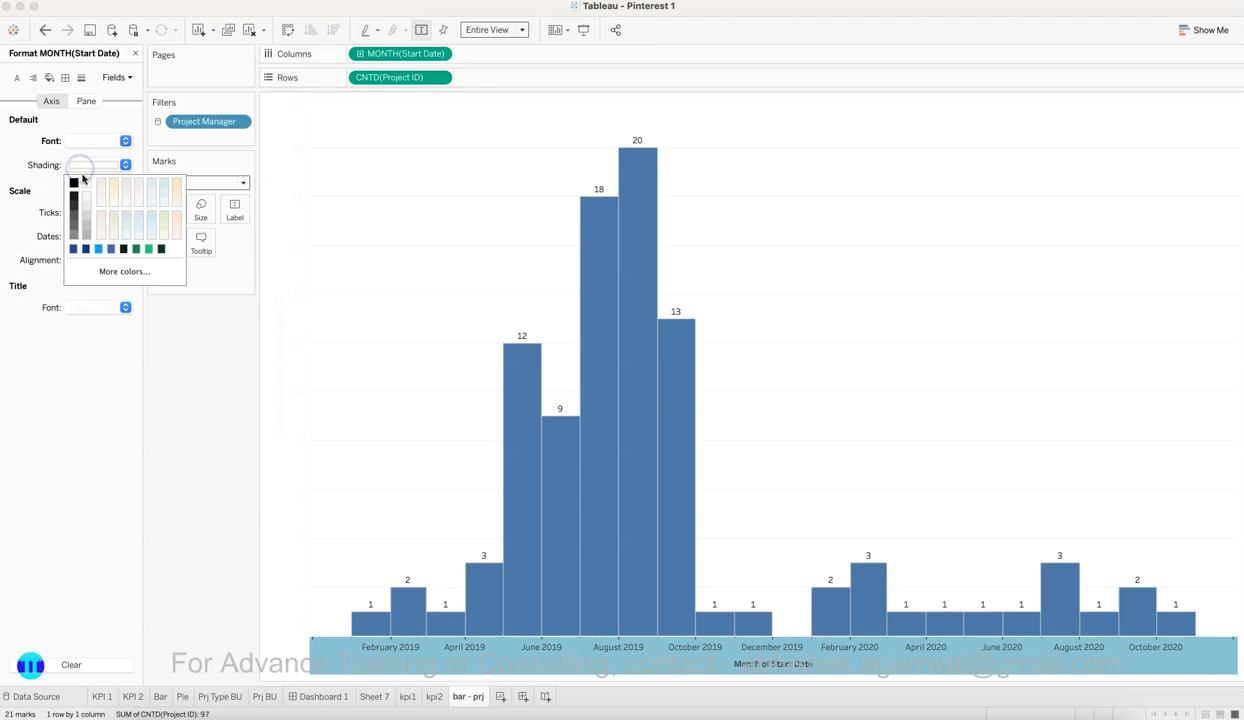 Tableau - Pinterest 1
Entire View
Show Me
Format MONTH(Start Date)
Fields
Axis
Pane
Default
Font:
Shading:
Scale
Ticks:
Dates:
Alignment:
More colors...
Title
Font:
Clear
Pages
Filters
Project Manager
Marks
Size
Label
Tooltip
Columns
MONTH(Start Date)
Rows
CNTD(Project ID)
20
18
13
12
9
3
3
3
2
2
2
1
1
1
1
1
1
1
1
1
1
February 2019
April 2019
June 2019
August 2019
October 2019
December 2019
February 2020
April 2020
June 2020
August 2020
October 2020
Month of Start Date
For Advance Training or Consulting, contact
Data Source
KPI 1
KPI 2
Bar
Pie
Prj Type BU
Prj BU
Dashboard 1
Sheet 7
kpi1
kpi2
bar - prj
21 marks
1 row by 1 column
SUM of CNTD(Project ID): 97